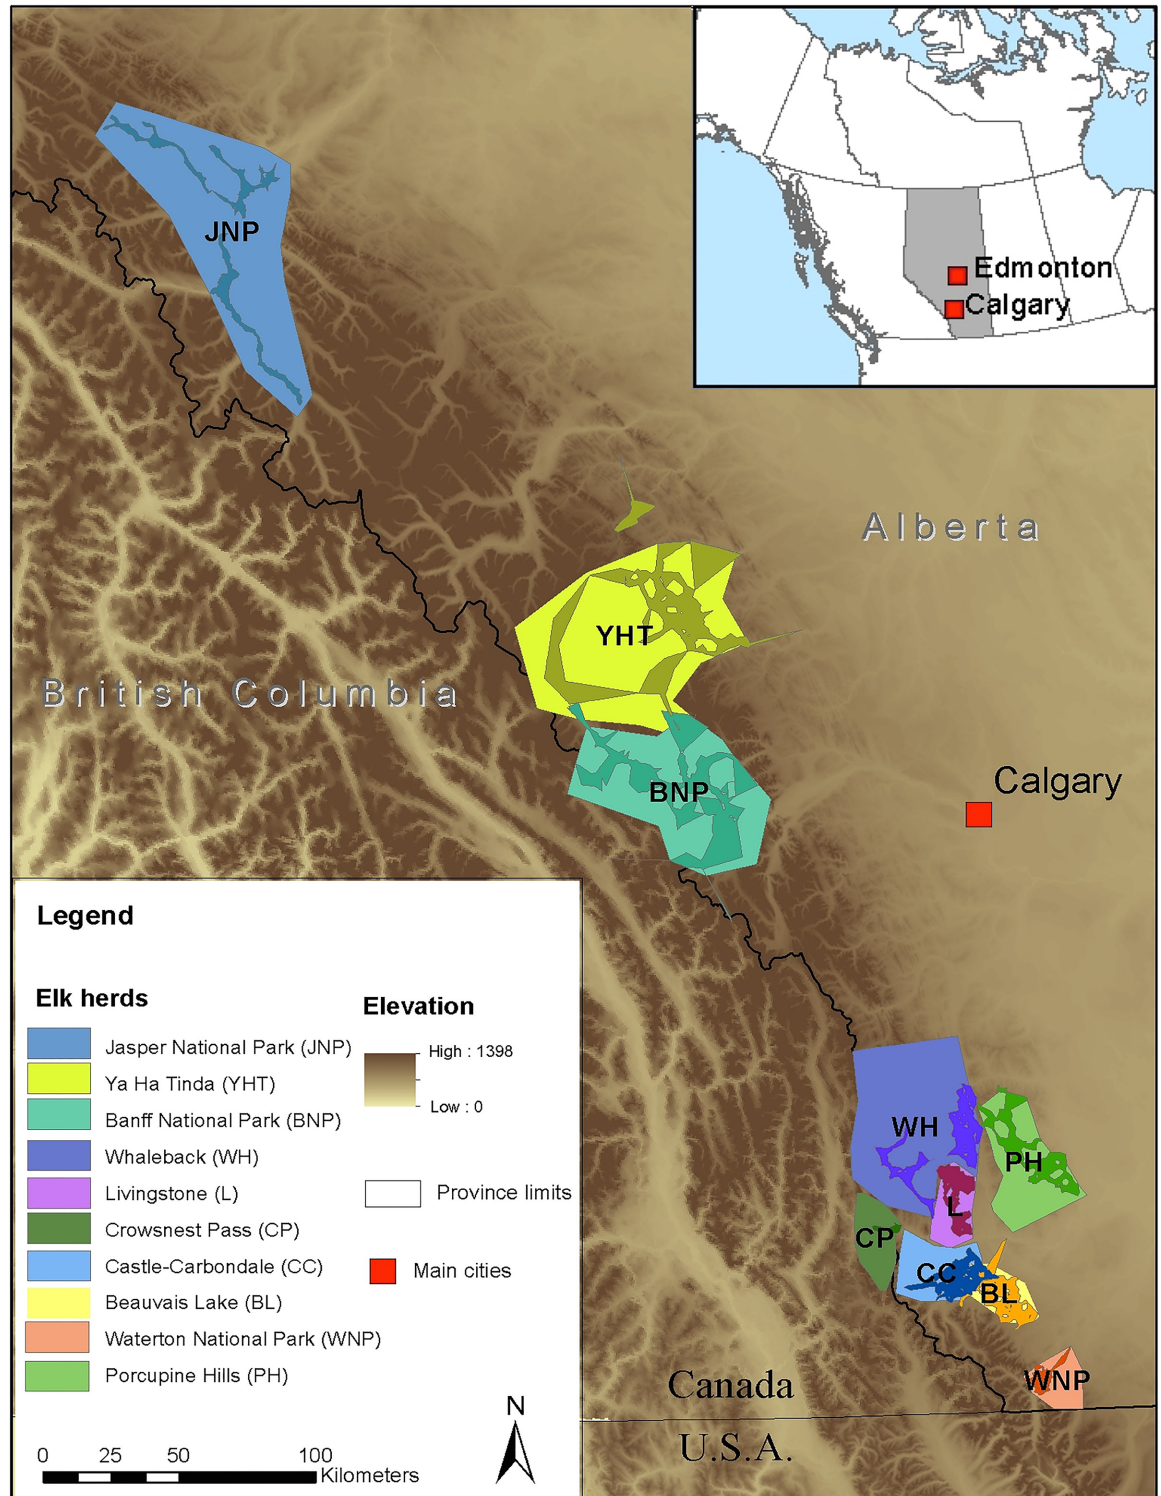 Edmonton
Calgary
JNP
Alberta
YHT
British Columbia
Calgary
BNP
Legend
Elk herds
Jasper National Park (JNP)
Ya Ha Tinda (YHT)
Banff National Park (BNP)
Whaleback (WH)
Livingstone (L)
Crowsnest Pass (CP)
Castle-Carbondale (CC)
Beauvais Lake (BL)
Waterton National Park (WNP)
Porcupine Hills (PH)
Elevation
High : 1398
Low : 0
Province limits
Main cities
0 25 50 100
Kilometers
N
WH
PH
L
CP
CC
BL
WNP
Canada
U.S.A.